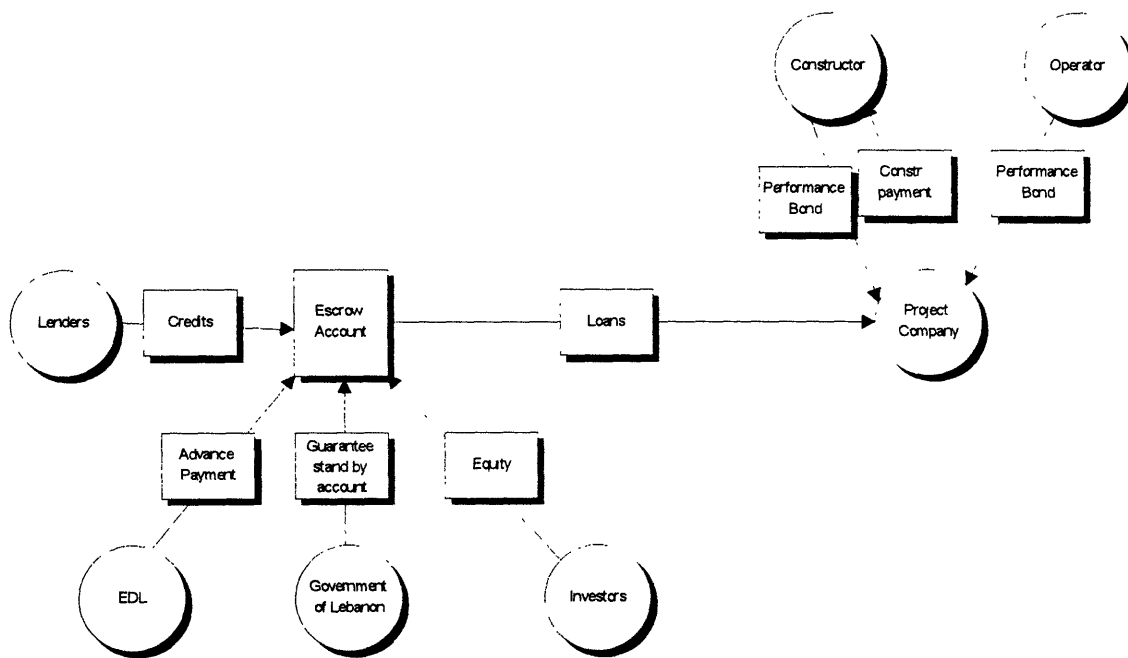 Constructor
Operator
Performance
Bond
Constr
payment
Performance
Bond
Lenders
Credits
Escrow
Account
Loans
Project
Company
Advance
Payment
Guarantee
stand by
account
Equity
EDL
Government
of Lebanon
Investors